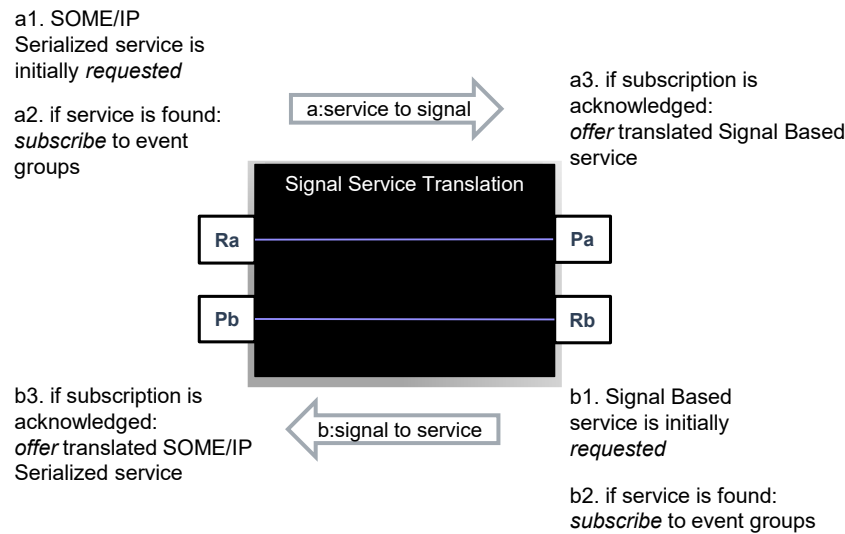 a1. SOME/IP
Serialized service is
initially requested
a2. if service is found:
subscribe to event
groups
a:service to signal
a3. if subscription is
acknowledged:
offer translated Signal Based
service
Signal Service Translation
Ra
Pa
Pb
Rb
b3. if subscription is
acknowledged:
offer translated SOME/IP
Serialized service
b:signal to service
b1. Signal Based
service is initially
requested
b2. if service is found:
subscribe to event groups